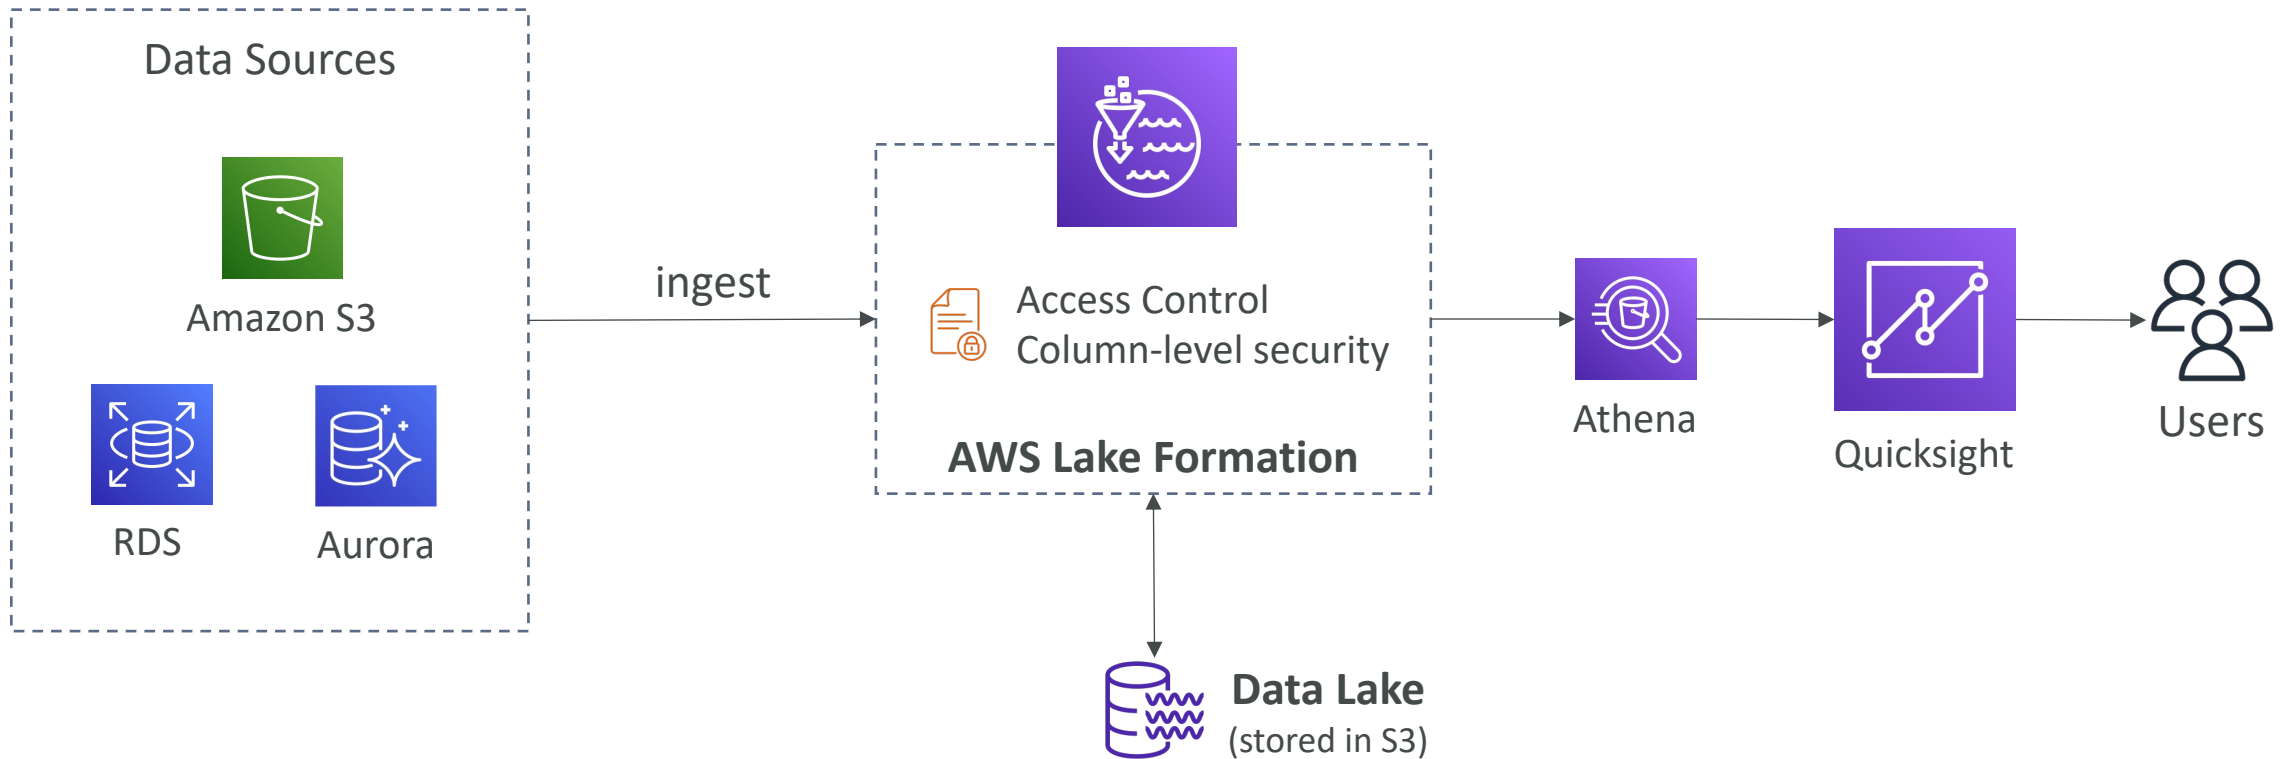 Data Sources
Amazon S3
RDS
Aurora
ingest
Access Control
Column-level security
AWS Lake Formation
Data Lake
(stored in S3)
Athena
Quicksight
Users